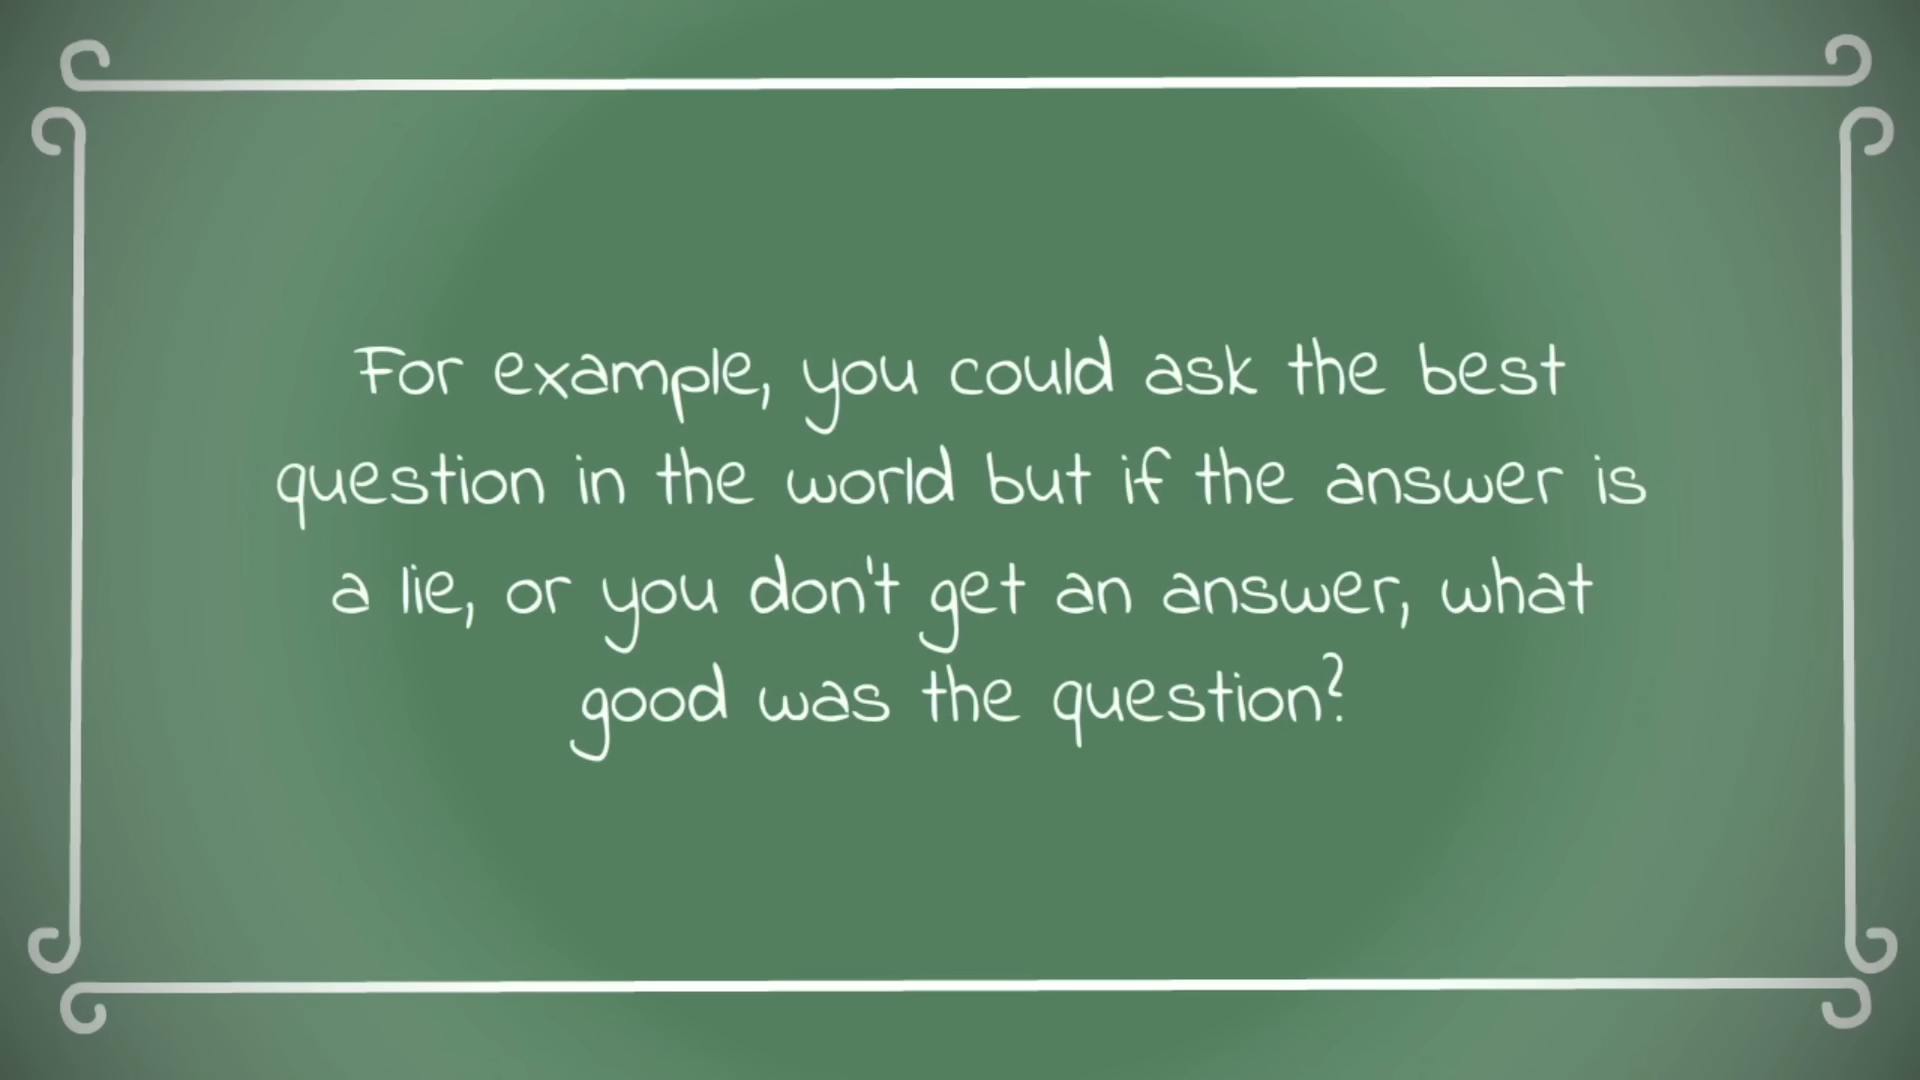 For example, you could ask the best
question in the world but if the answer is
a lie, or you don't get an answer, what
good was the question?